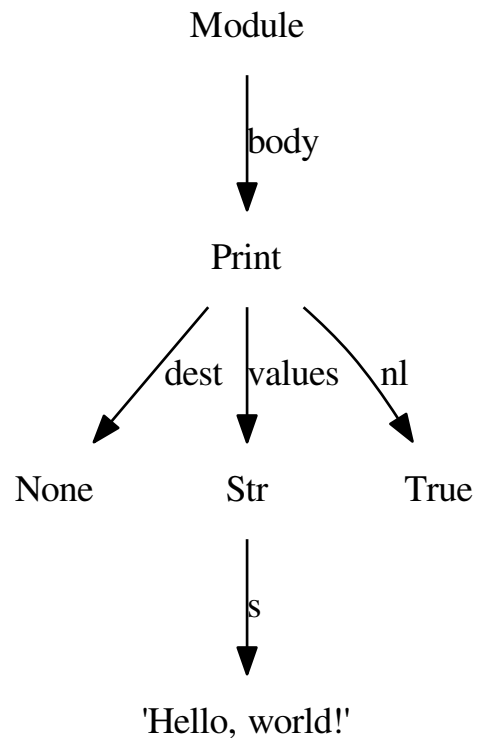 Module
body
Print
dest values nl
None Str True
s
'Hello, world!'